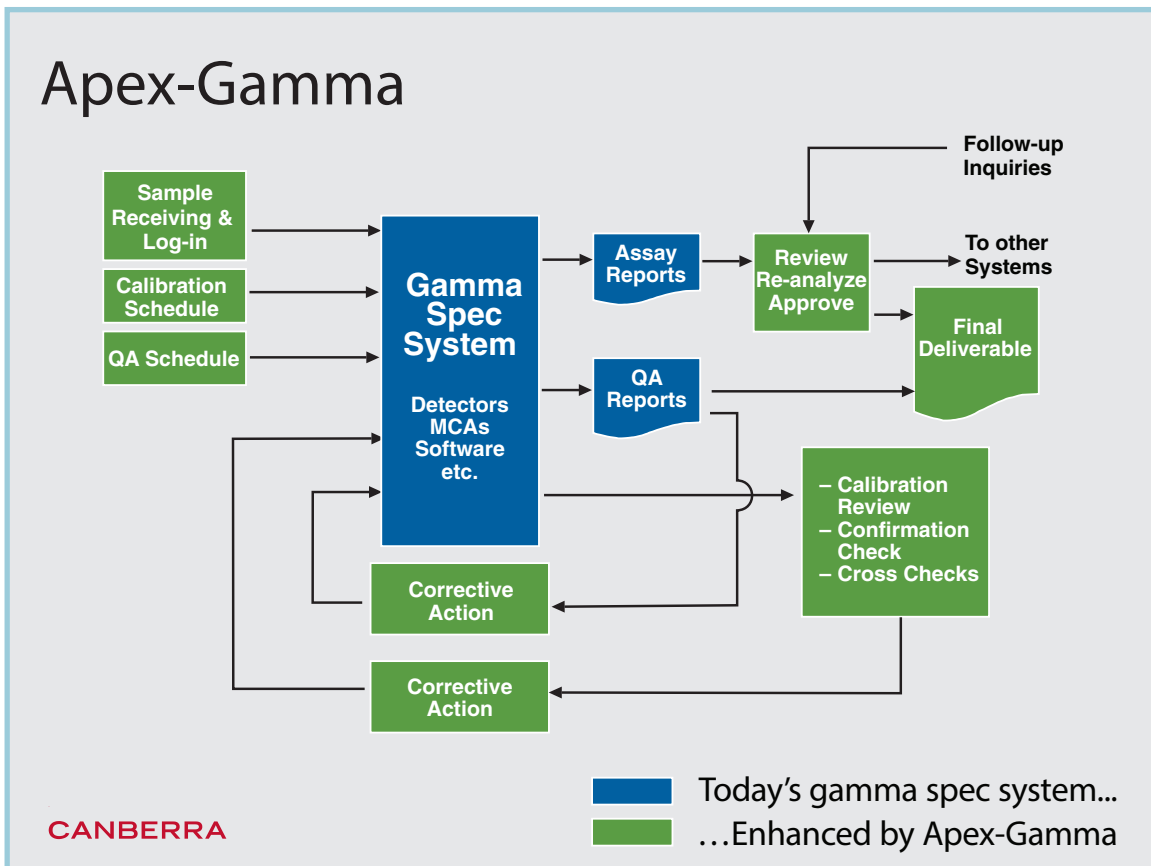 Apex-Gamma
Follow-up
Inquiries
Sample
Receiving &
Log-in
Calibration
Schedule
QA Schedule
Gamma
Spec
System
Detectors
MCAs
Software
etc.
Assay
Reports
QA
Reports
Review
Re-analyze
Approve
To other
Systems
Final
Deliverable
– Calibration
Review
– Confirmation
Check
– Cross Checks
Corrective
Action
Corrective
Action
Today's gamma spec system...
...Enhanced by Apex-Gamma
CANBERRA